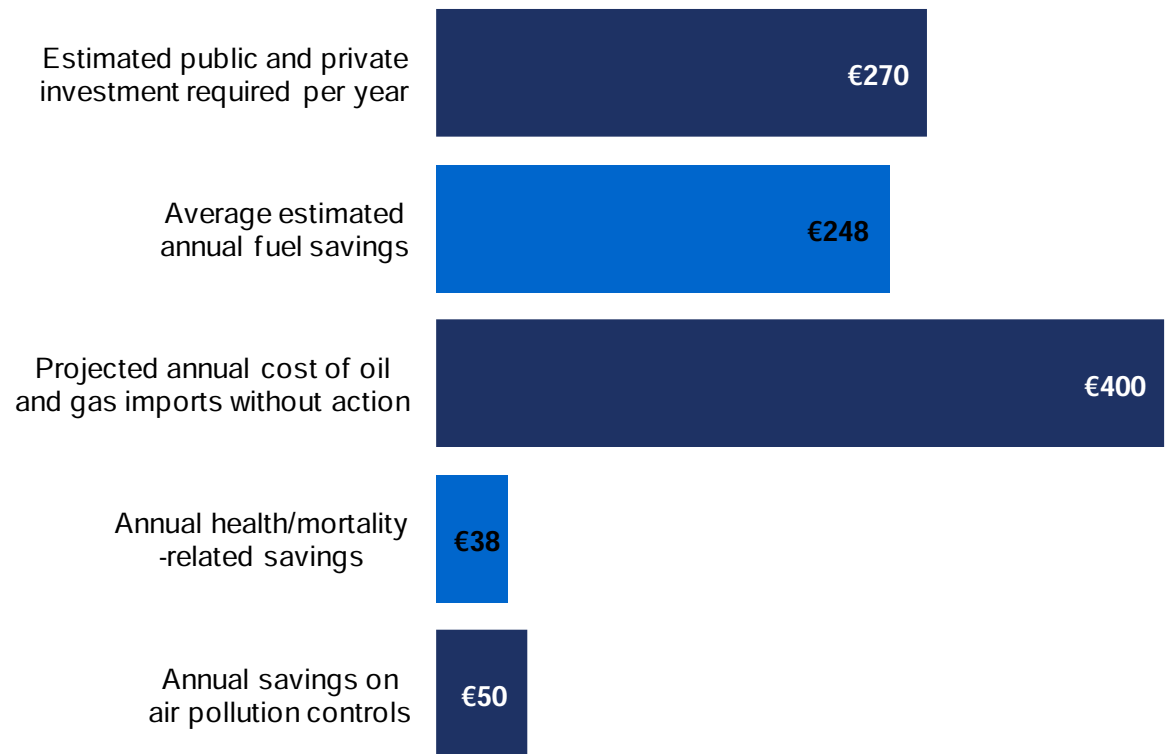 Estimated public and private
investment required per year
€270
Average estimated
annual fuel savings
€248
Projected annual cost of oil
and gas imports without action
€400
Annual health/mortality
-related savings
€38
Annual savings on
air pollution controls
€50